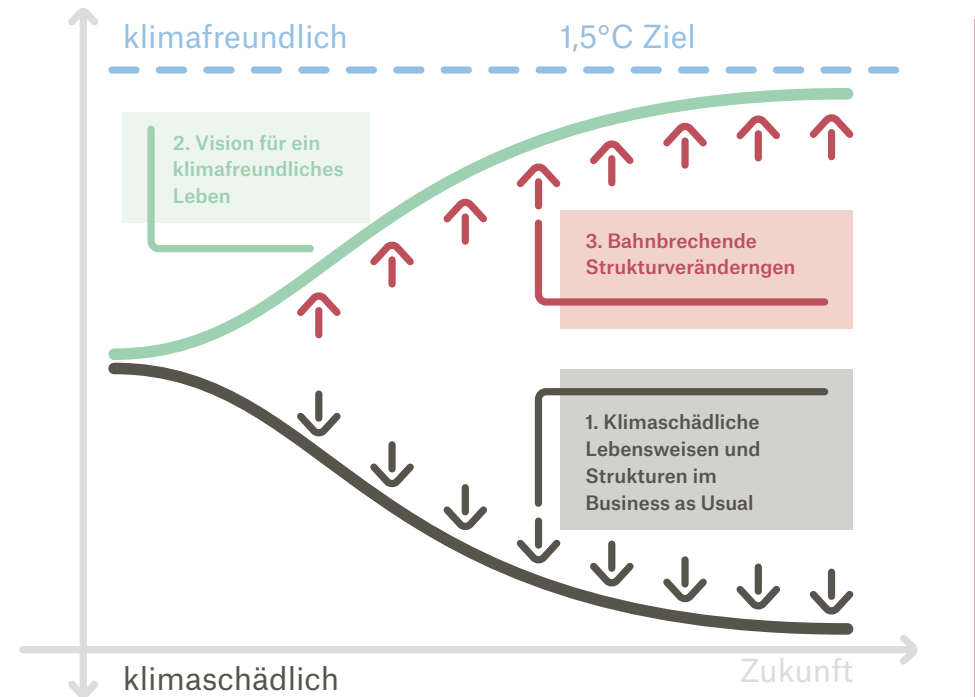 klimafreundlich
1,5°C Ziel
2. Vision für ein
klimafreundliches
Leben
3. Bahnbrechende
Strukturveränderngen
1. Klimaschädliche
Lebensweisen und
Strukturen im
Business as Usual
Zukunft
klimaschädlich